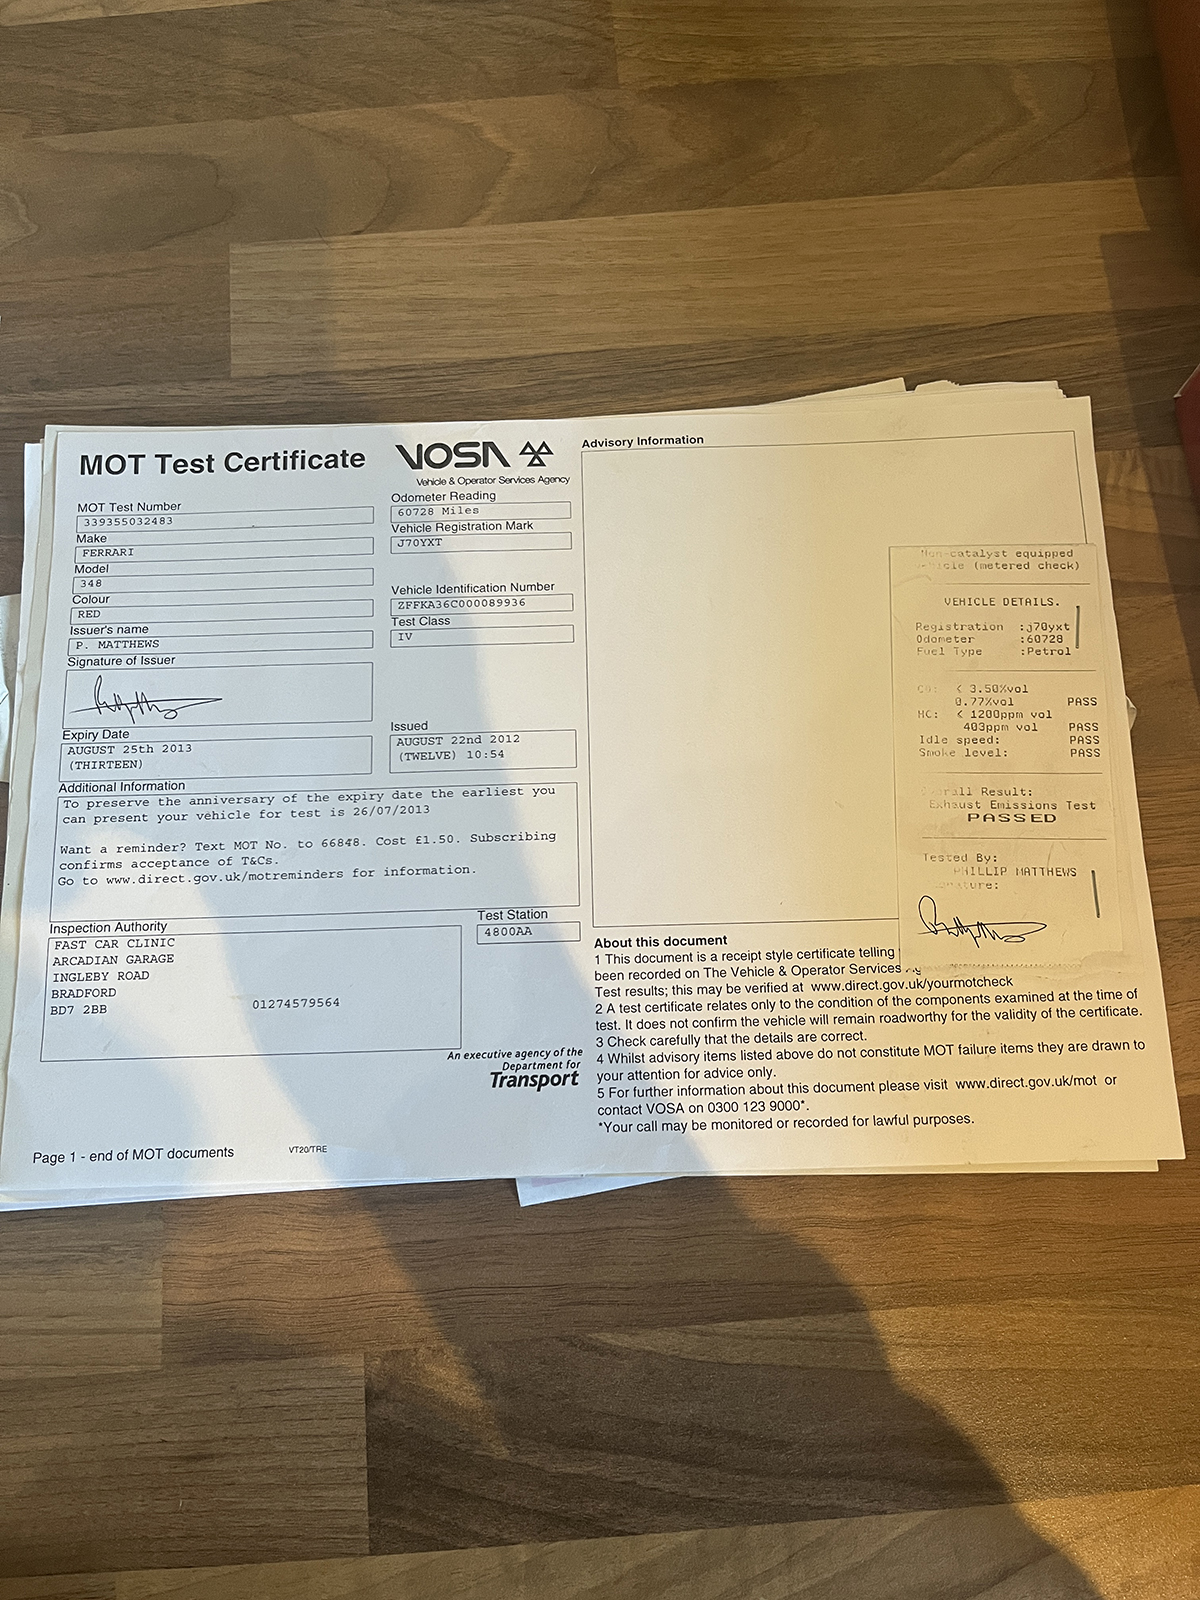 MOT Test Certificate
VOSA
Vehicle & Operator Services Agency
MOT Test Number
339355032483
Make
FERRARI
Model
348
Colour
RED
Issuer's name
P. MATTHEWS
Signature of Issuer
Expiry Date
AUGUST 25th 2013
(THIRTEEN)
Odometer Reading
60728 Miles
Vehicle Registration Mark
J70YXT
Vehicle Identification Number
ZFFKA36C000089936
Test Class
IV
Issued
AUGUST 22nd 2012
(TWELVE) 10:54
Additional Information
To preserve the anniversary of the expiry date the earliest you
can present your vehicle for test is 26/07/2013
Want a reminder? Text MOT No. to 66848. Cost £1.50. Subscribing
confirms acceptance of T&Cs.
Go to www.direct.gov.uk/motreminders for information.
Inspection Authority
FAST CAR CLINIC
ARCADIAN GARAGE
INGLEBY ROAD
BRADFORD
BD7 2BB 01274579564
Test Station
4800AA
An executive agency of the
Department for
Transport
Page 1 - end of MOT documents
VT20/TRE
Advisory Information
Non-catalyst equipped
(metered check)
VEHICLE DETAILS.
Registration :j70yxt
Odometer :60728
Fuel Type :Petrol
CO: < 3.50%vol
0.77%vol PASS
HC: < 1200ppm vol
403ppm vol PASS
Idle speed: PASS
Smoke level: PASS
Result:
Exhaust Emissions Test
PASSED
Tested By:
PHILLIP MATTHEWS
About this document
1 This document is a receipt style certificate telling
been recorded on The Vehicle & Operator Services
Test results; this may be verified at www.direct.gov.uk/yourmotcheck
2 A test certificate relates only to the condition of the components examined at the time of
test. It does not confirm the vehicle will remain roadworthy for the validity of the certificate.
3 Check carefully that the details are correct.
4 Whilst advisory items listed above do not constitute MOT failure items they are drawn to
your attention for advice only.
5 For further information about this document please visit www.direct.gov.uk/mot or
contact VOSA on 0300 123 9000*.
*Your call may be monitored or recorded for lawful purposes.